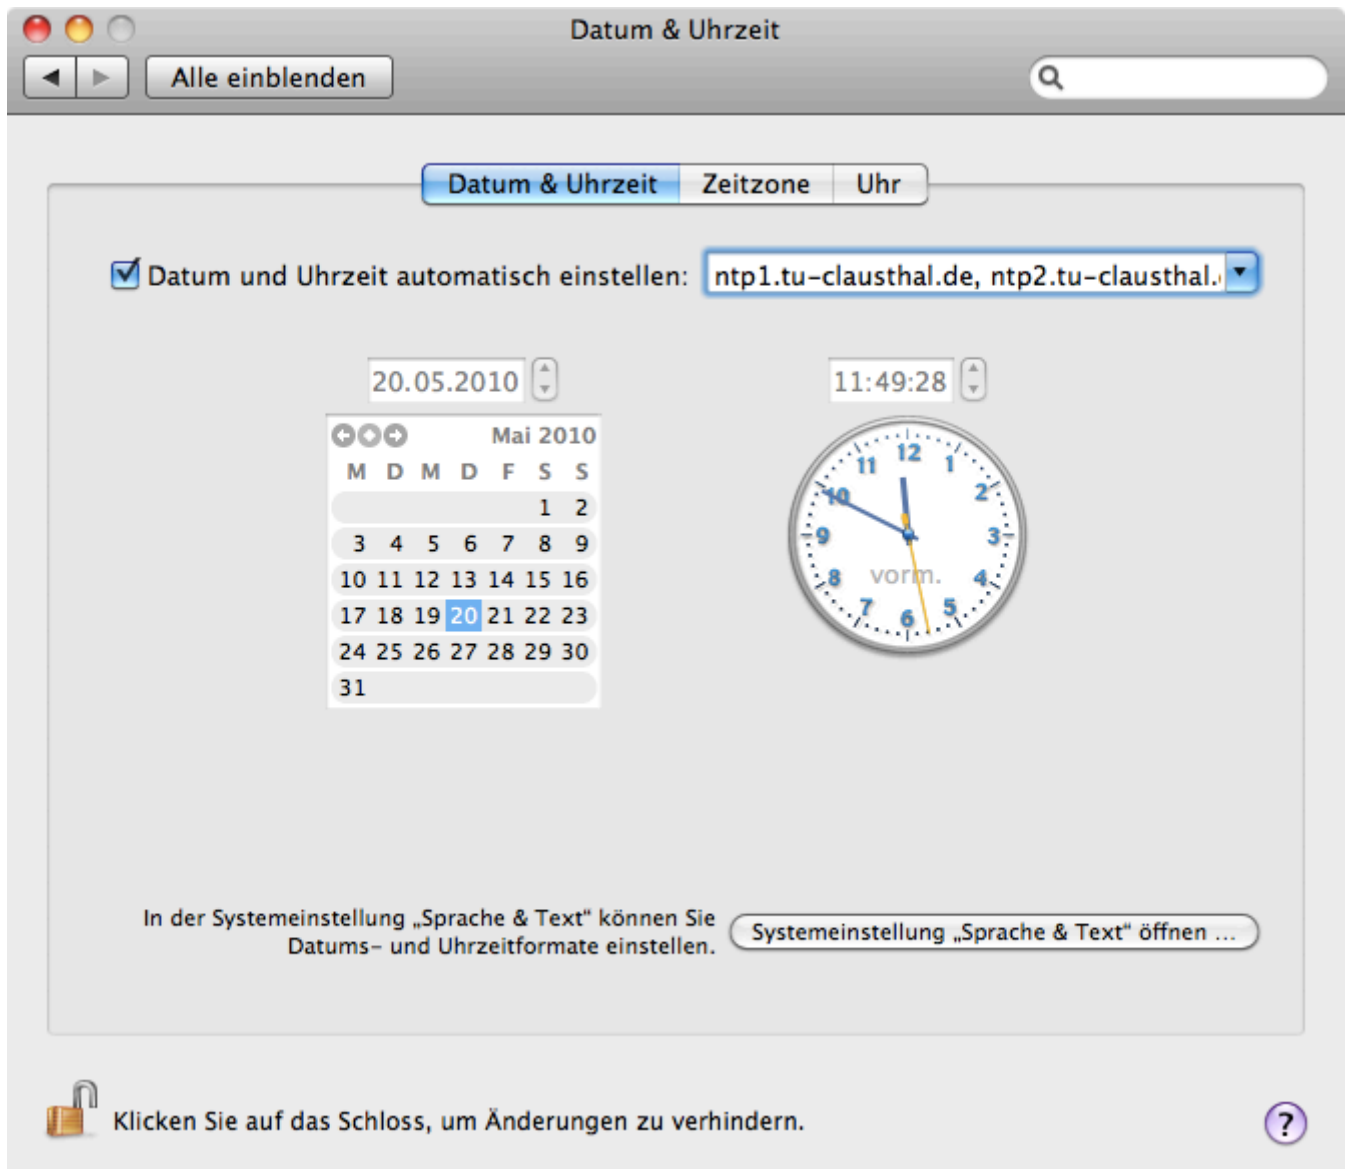 Datum & Uhrzeit
Alle einblenden
Datum & Uhrzeit Zeitzone Uhr
Datum und Uhrzeit automatisch einstellen: ntp1.tu-clausthal.de, ntp2.tu-clausthal.
20.05.2010 11:49:28
Mai 2010
M D M D F S S
1 2
3 4 5 6 7 8 9
10 11 12 13 14 15 16
17 18 19 20 21 22 23
24 25 26 27 28 29 30
31
12 1 2 3 4 5 6 7 8 9 10 11
vorm.
In der Systemeinstellung „Sprache & Text“ können Sie
Datums- und Uhrzeitformate einstellen.
Systemeinstellung „Sprache & Text“ öffnen ...
Klicken Sie auf das Schloss, um Änderungen zu verhindern.
?